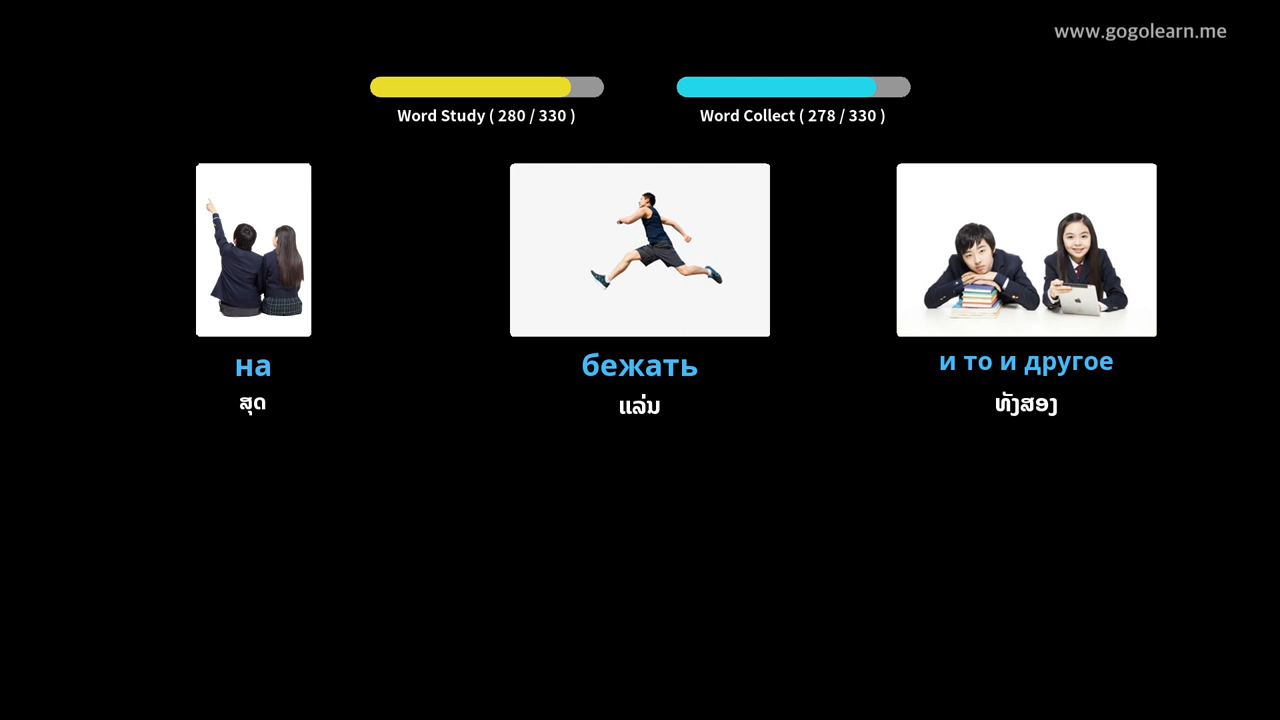 www.gogolearn.me
Word Study ( 280 / 330 )
Word Collect ( 278 / 330 )
на
бежать
и то и другое
ສຸດ
ແລ່ນ
ທັງສອງ